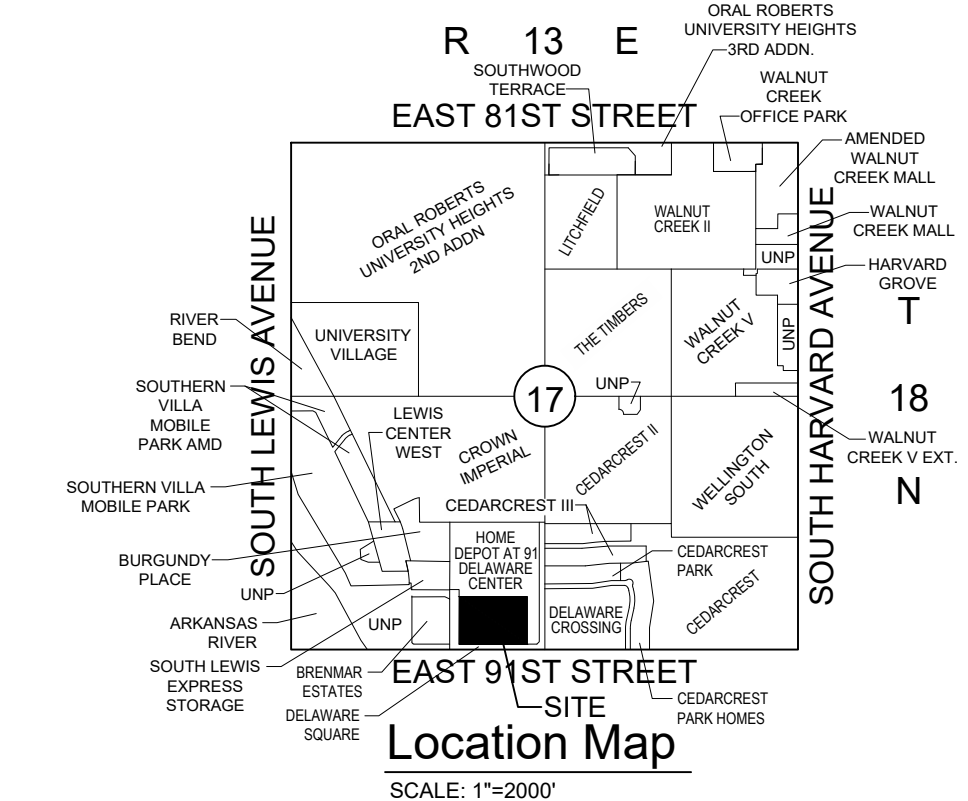 R 13 E
ORAL ROBERTS
UNIVERSITY HEIGHTS
3RD ADDN.
SOUTHWOOD
TERRACE
WALNUT
CREEK
OFFICE PARK
EAST 81ST STREET
AMENDED
WALNUT
CREEK MALL
WALNUT
CREEK MALL
HARVARD
GROVE
T
18
N
WALNUT
CREEK V EXT.
SOUTH HARVARD AVENUE
SOUTH LEWIS AVENUE
ORAL ROBERTS
UNIVERSITY HEIGHTS
2ND ADDN
LITCHFIELD
WALNUT
CREEK II
UNP
UNIVERSITY
VILLAGE
THE TIMBERS
WALNUT
CREEK V
UNP
UNP
17
RIVER
BEND
SOUTHERN
VILLA
MOBILE
PARK AMD
SOUTHERN VILLA
MOBILE PARK
LEWIS
CENTER
WEST
CROWN
IMPERIAL
CEDARCREST II
WELLINGTON
SOUTH
CEDARCREST III
BURGUNDY
PLACE
UNP
ARKANSAS
RIVER
SOUTH LEWIS
EXPRESS
STORAGE
UNP
HOME
DEPOT AT 91
DELAWARE
CENTER
CEDARCREST
PARK
DELAWARE
CROSSING
CEDARCREST
BRENMAR
ESTATES
DELAWARE
SQUARE
EAST 91ST STREET
SITE
CEDARCREST
PARK HOMES
Location Map
SCALE: 1"=2000'